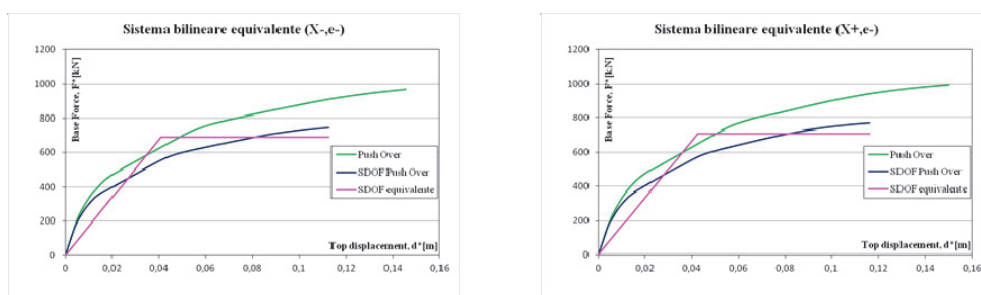 Sistema bilineare equivalente (X-,e-)
1200
1000
800
600
400
200
0
Base Force, F*[kN]
Push Over
SDOF Push Over
SDOF equivalente
Top displacement, d*[m]
0
0,02
0,04
0,06
0,08
0,1
0,12
0,14
0,16
Sistema bilineare equivalente (X+,e-)
1200
1000
800
600
400
200
0
Base Force, F*[kN]
Push Over
SDOF Push Over
SDOF equivalente
Top displacement, d*[m]
0
0,02
0,04
0,06
0,08
0,1
0,12
0,14
0,16